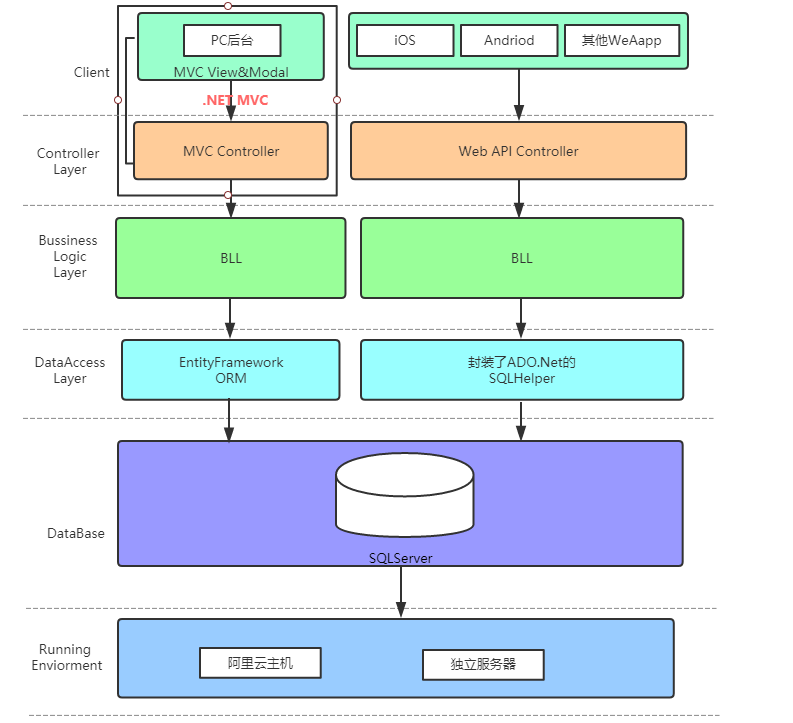 PC后台
iOS
Andriod
其他WeAapp
Client
MVC View&Modal
.NET MVC
Controller
Layer
MVC Controller
Web API Controller
Bussiness
Logic
Layer
BLL
BLL
DataAccess
Layer
EntityFramework
ORM
封装了ADO.Net的
SQLHelper
DataBase
SQLServer
Running
Enviorment
阿里云主机
独立服务器